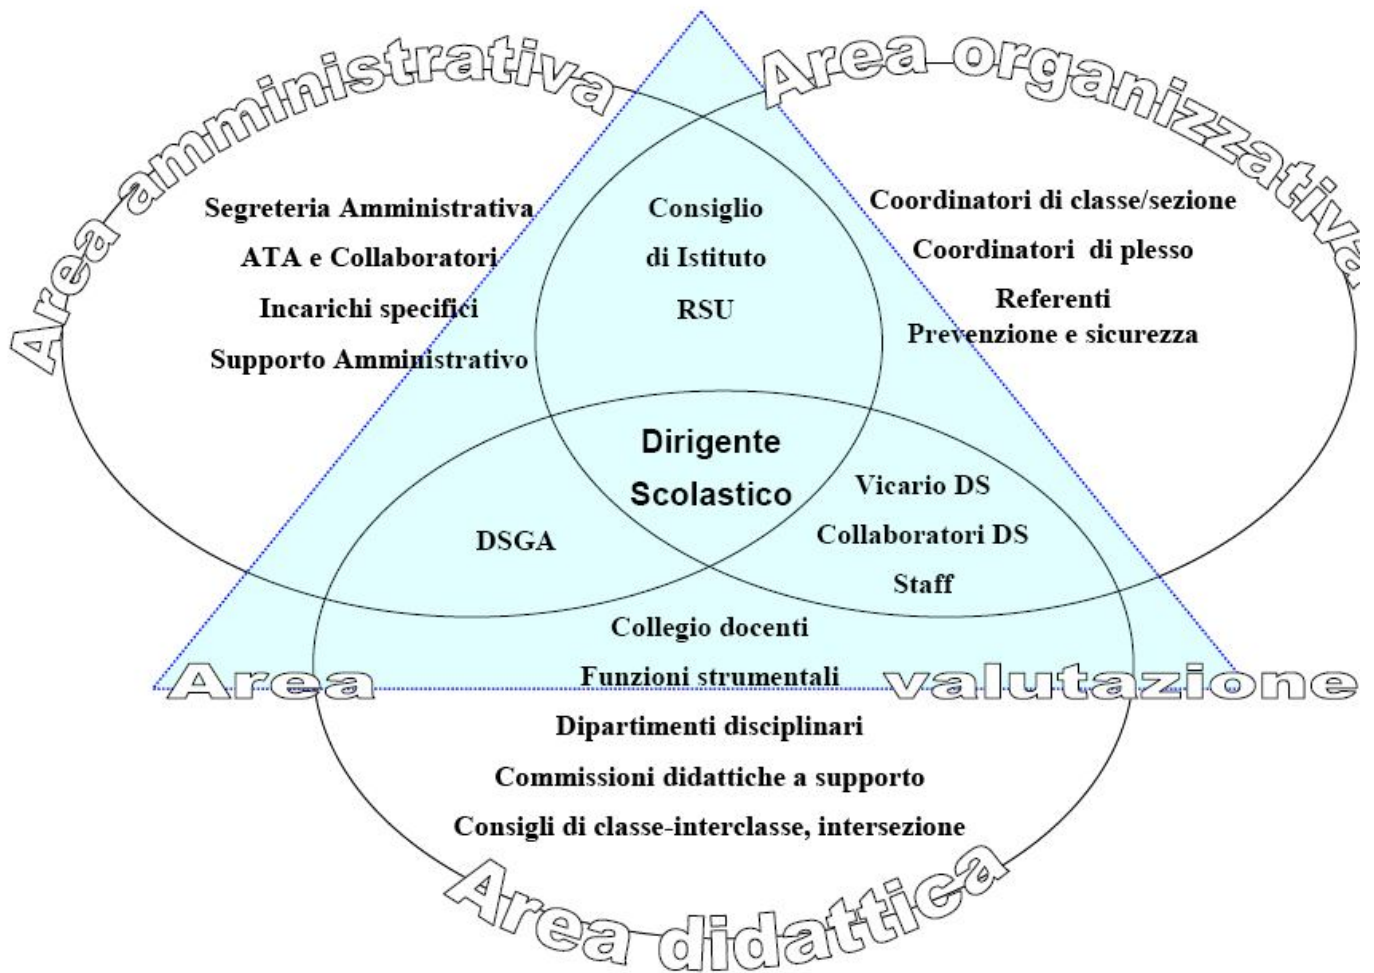 Area amministrativa
Area organizzativa
Segreteria Amministrativa
ATA e Collaboratori
Incarichi specifici
Supporto Amministrativo
Consiglio
di Istituto
RSU
Coordinatori di classe/sezione
Coordinatori di plesso
Referenti
Prevenzione e sicurezza
Dirigente
Scolastico
DSGA
Vicario DS
Collaboratori DS
Staff
Collegio docenti
Funzioni strumentali
Area valutazione
Dipartimenti disciplinari
Commissioni didattiche a supporto
Consigli di classe-interclasse, intersezione
Area didattica